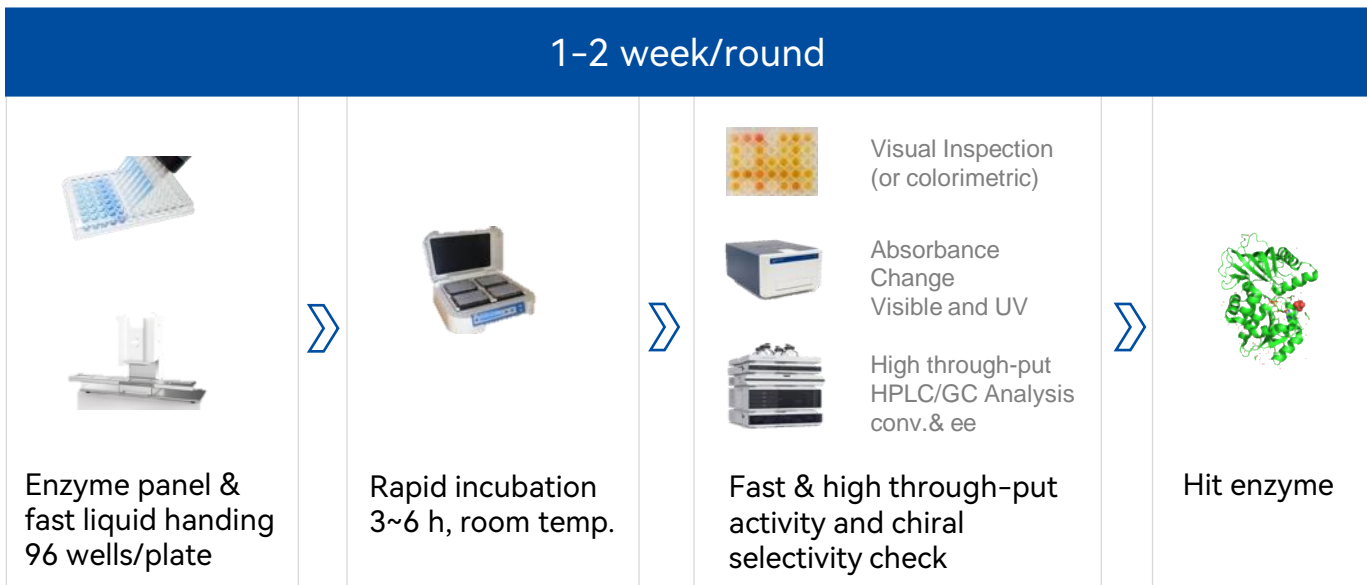 1-2 week/round
Enzyme panel &
fast liquid handing
96 wells/plate
Rapid incubation
3~6 h, room temp.
Visual Inspection
(or colorimetric)
Absorbance
Change
Visible and UV
High through-put
HPLC/GC Analysis
conv.& ee
Fast & high through-put
activity and chiral
selectivity check
Hit enzyme